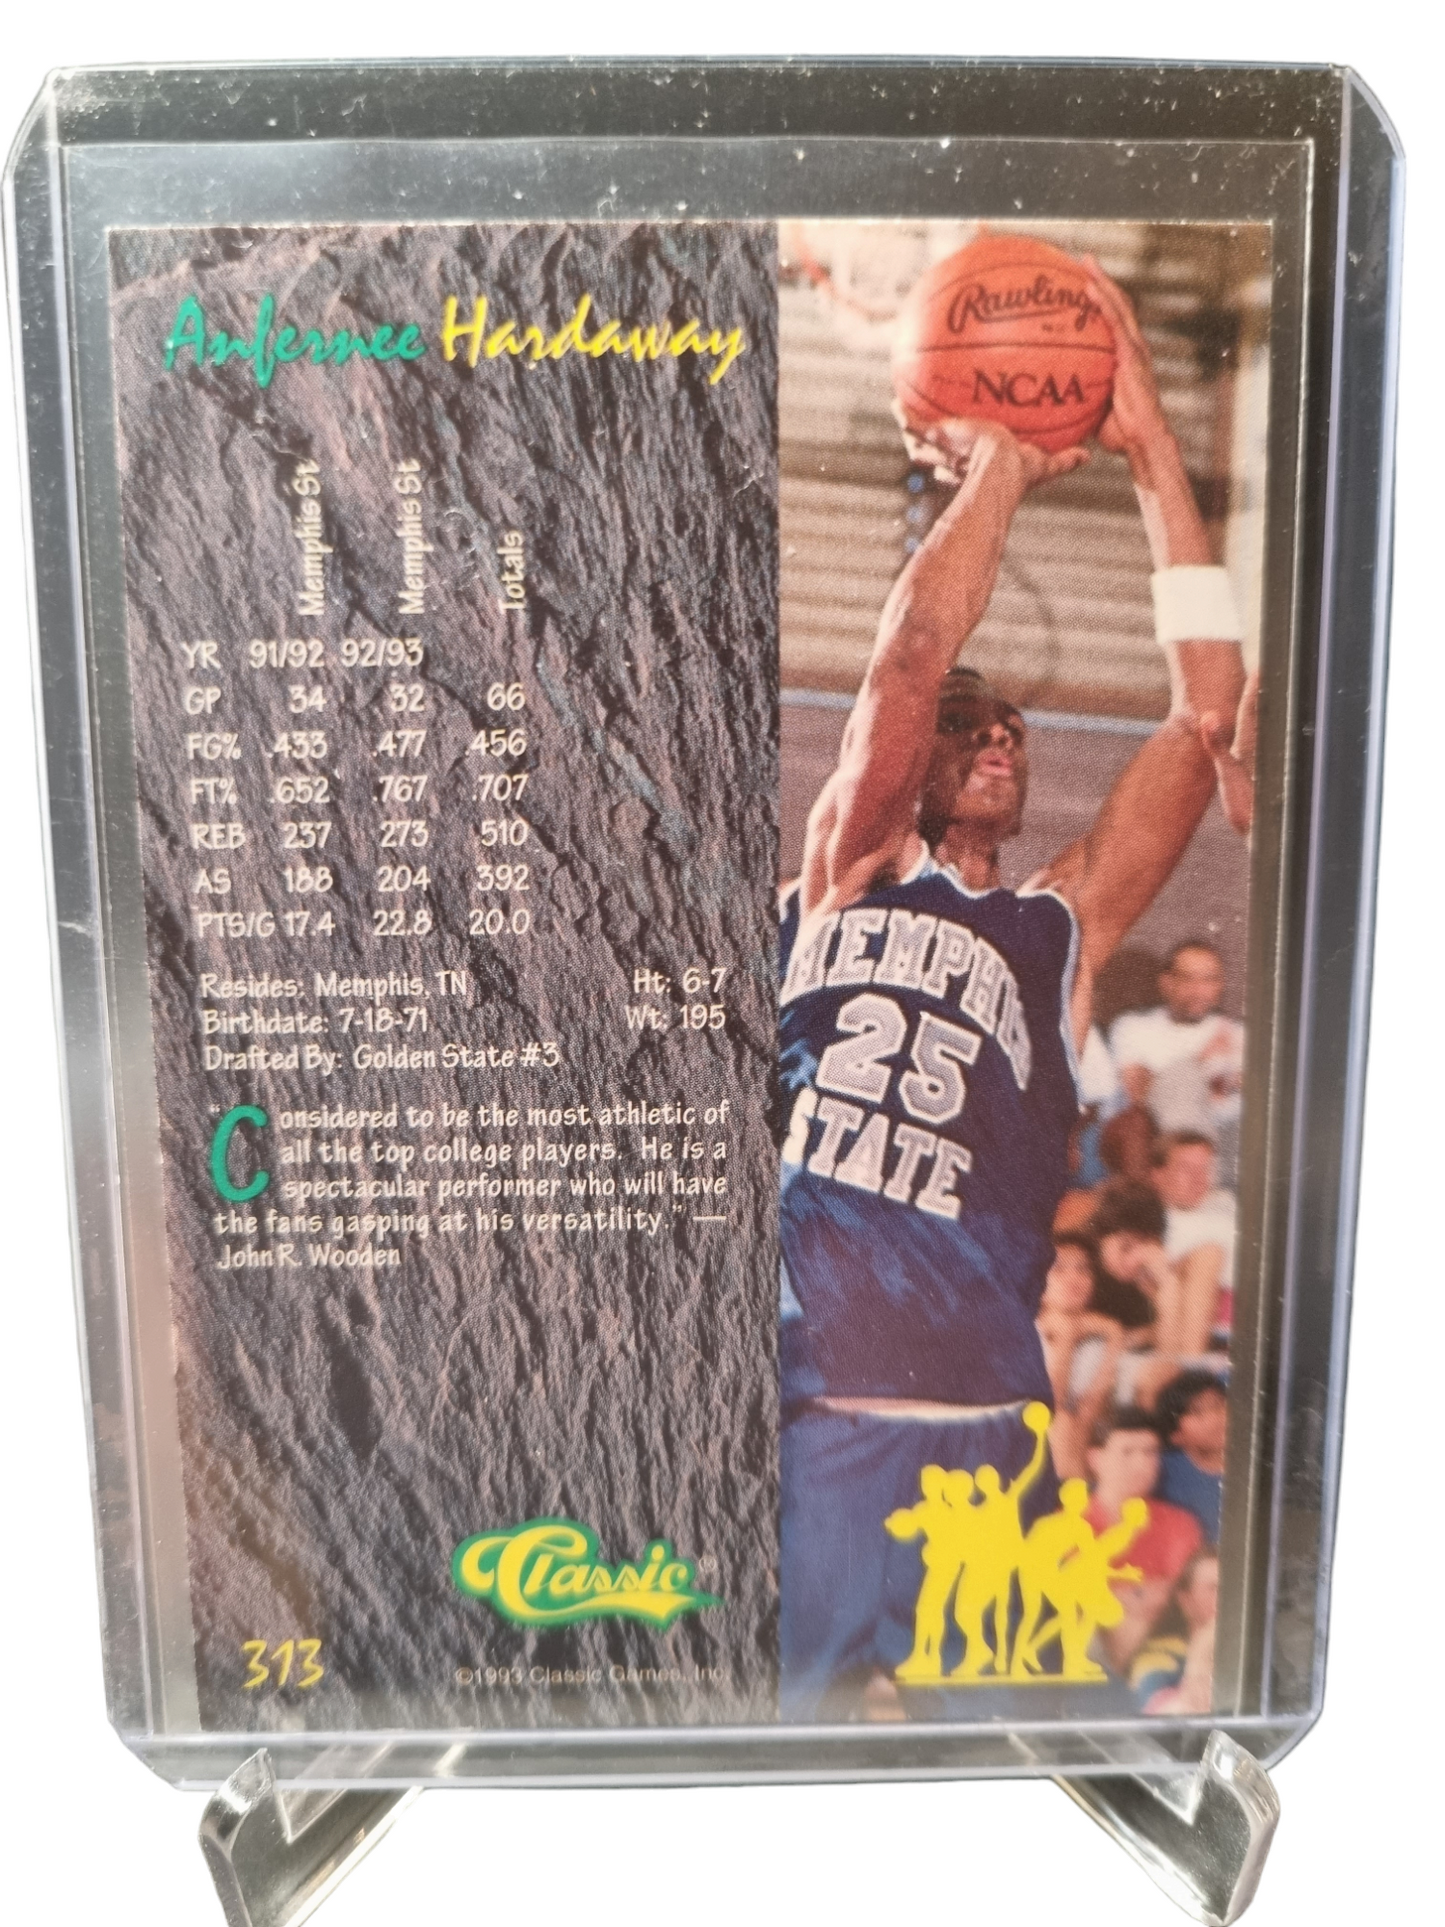 Anfernee Hardaway
Memphis St Memphis St Totals
YR 91/92 92/93
GP 34 32 66
FG% .433 .477 .456
FT% .652 .767 .707
REB 237 273 510
AS 188 204 392
PTS/G 17.4 22.8 20.0
Resides: Memphis, TN Ht: 6-7
Birthdate: 7-18-71 Wt: 195
Drafted By: Golden State #3
"Considered to be the most athletic of
all the top college players. He is a
spectacular performer who will have
the fans gasping at his versatility." —
John R. Wooden
Classic®
313
©1993 Classic Games, Inc.
Rawlings
NCAA
MEMPHIS
25
STATE